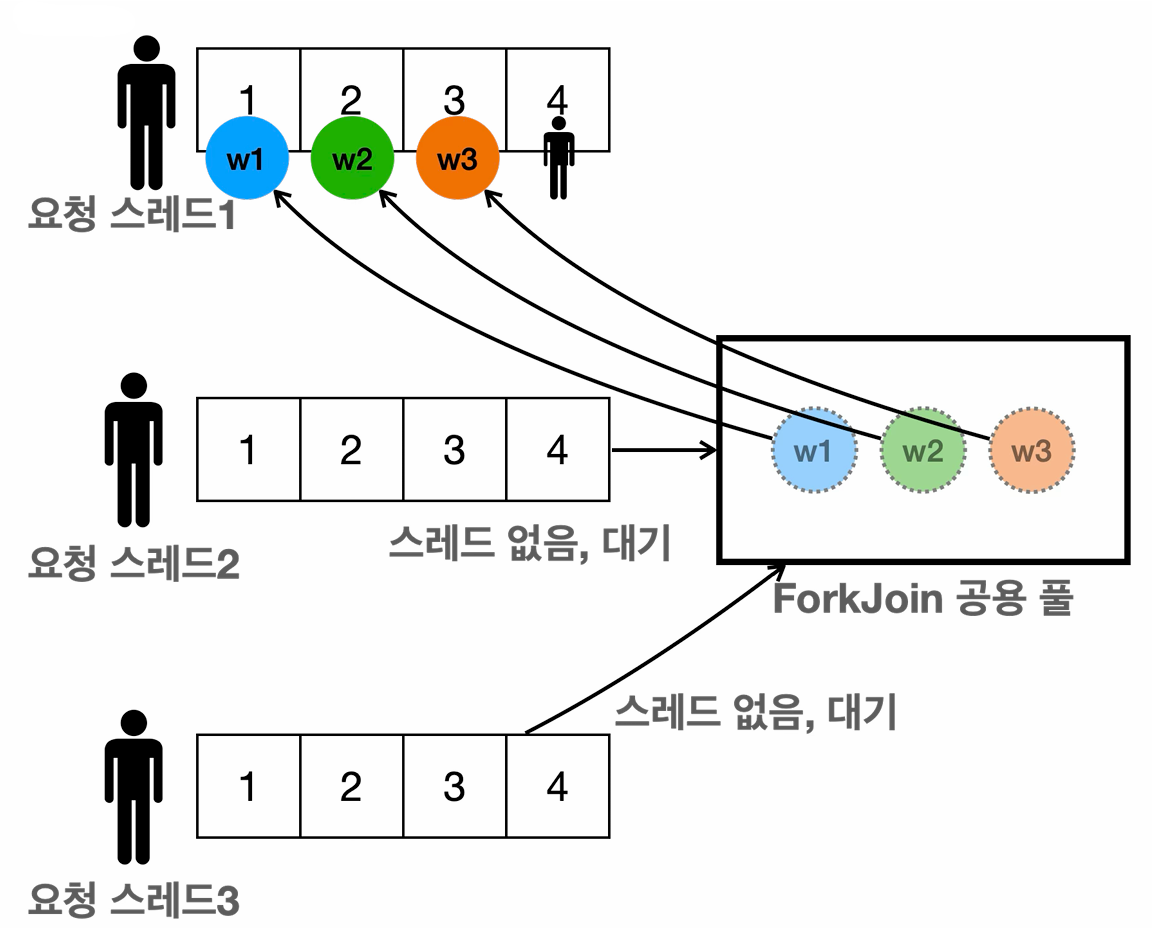 1 2 3 4
w1 w2 w3
요청 스레드1
1 2 3 4
w1 w2 w3
스레드 없음, 대기
요청 스레드2
ForkJoin 공용 풀
스레드 없음, 대기
1 2 3 4
요청 스레드3